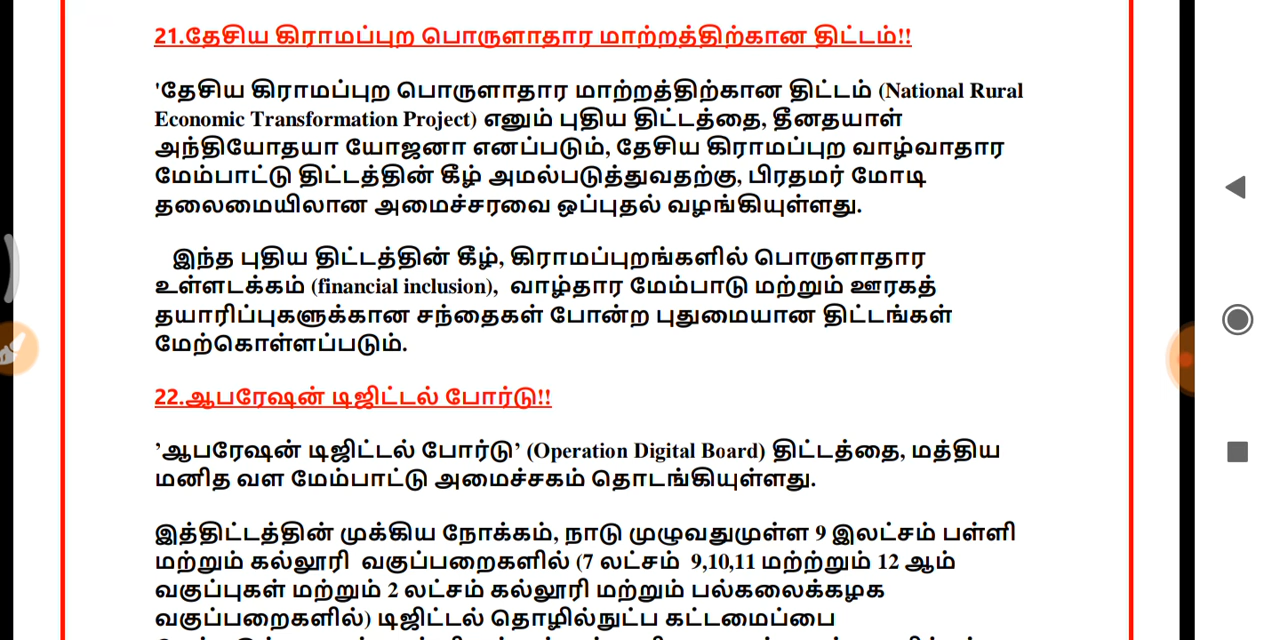 21.தேசிய கிராமப்புற பொருளாதார மாற்றத்திற்கான திட்டம்!!
'தேசிய கிராமப்புற பொருளாதார மாற்றத்திற்கான திட்டம் (National Rural
Economic Transformation Project) எனும் புதிய திட்டத்தை, தீனதயாள்
அந்தியோதயா யோஜனா எனப்படும், தேசிய கிராமப்புற வாழ்வாதார
மேம்பாட்டு திட்டத்தின் கீழ் அமல்படுத்துவதற்கு, பிரதமர் மோடி
தலைமையிலான அமைச்சரவை ஒப்புதல் வழங்கியுள்ளது.
இந்த புதிய திட்டத்தின் கீழ், கிராமப்புறங்களில் பொருளாதார
உள்ளடக்கம் (financial inclusion), வாழ்தார மேம்பாடு மற்றும் ஊரகத்
தயாரிப்புகளுக்கான சந்தைகள் போன்ற புதுமையான திட்டங்கள்
மேற்கொள்ளப்படும்.
22.ஆபரேஷன் டிஜிட்டல் போர்டு!!
’ஆபரேஷன் டிஜிட்டல் போர்டு’ (Operation Digital Board) திட்டத்தை, மத்திய
மனித வள மேம்பாட்டு அமைச்சகம் தொடங்கியுள்ளது.
இத்திட்டத்தின் முக்கிய நோக்கம், நாடு முழுவதுமுள்ள 9 இலட்சம் பள்ளி
மற்றும் கல்லூரி வகுப்பறைகளில் (7 லட்சம் 9,10,11 மற்ற்றும் 12 ஆம்
வகுப்புகள் மற்றும் 2 லட்சம் கல்லூரி மற்றும் பல்கலைக்கழக
வகுப்பறைகளில்) டிஜிட்டல் தொழில்நுட்ப கட்டமைப்பை